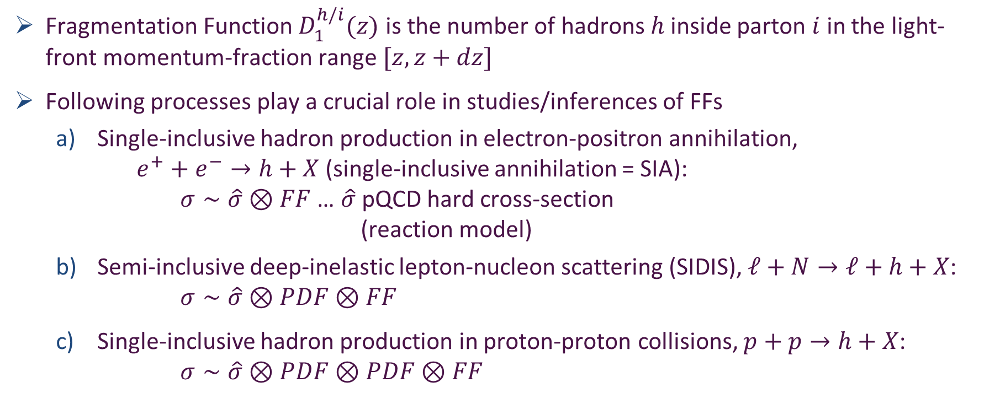 ➢ Fragmentation Function $D_1^{h/i}(z)$ is the number of hadrons $h$ inside parton $i$ in the light-
front momentum-fraction range $[z, z + dz]$
➢ Following processes play a crucial role in studies/inferences of FFs
a) Single-inclusive hadron production in electron-positron annihilation,
$e^+ + e^- \rightarrow h + X$ (single-inclusive annihilation = SIA):
$\sigma \sim \hat{\sigma} \otimes FF$ ... $\hat{\sigma}$ pQCD hard cross-section
(reaction model)
b) Semi-inclusive deep-inelastic lepton-nucleon scattering (SIDIS), $\ell + N \rightarrow \ell + h + X$:
$\sigma \sim \hat{\sigma} \otimes PDF \otimes FF$
c) Single-inclusive hadron production in proton-proton collisions, $p + p \rightarrow h + X$:
$\sigma \sim \hat{\sigma} \otimes PDF \otimes PDF \otimes FF$